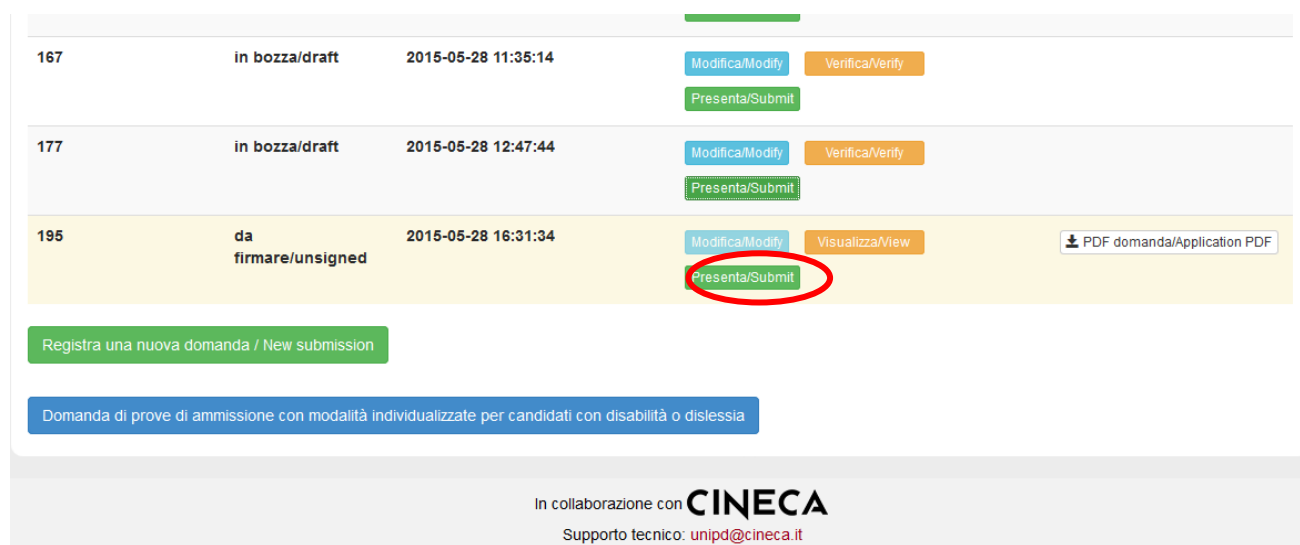 167 in bozza/draft 2015-05-28 11:35:14 Modifica/Modify Verifica/Verify
Presenta/Submit
177 in bozza/draft 2015-05-28 12:47:44 Modifica/Modify Verifica/Verify
Presenta/Submit
195 da 2015-05-28 16:31:34 Modifica/Modify Visualizza/View PDF domanda/Application PDF
firmare/unsigned
Presenta/Submit
Registra una nuova domanda / New submission
Domanda di prove di ammissione con modalità individualizzate per candidati con disabilità o dislessia
In collaborazione con CINECA
Supporto tecnico: unipd@cineca.it